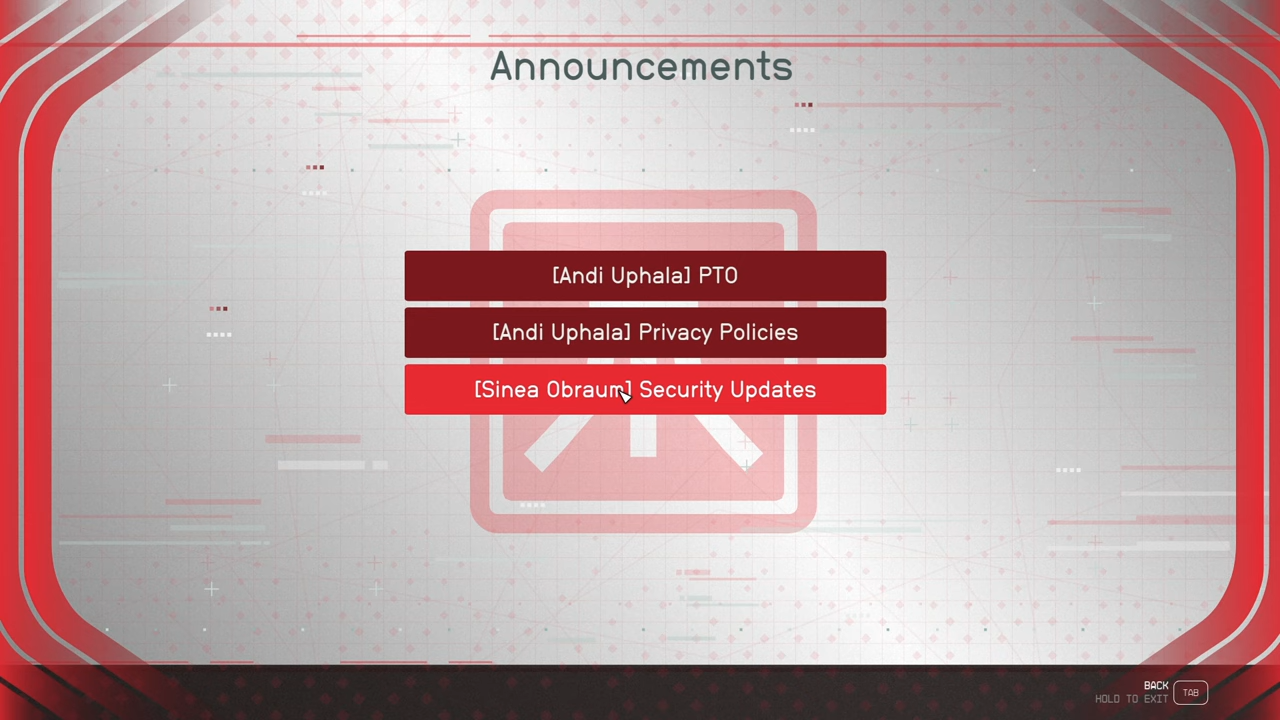 Announcements
[Andi Uphala] PTO
[Andi Uphala] Privacy Policies
[Sinea Obraum] Security Updates
BACK
HOLD TO EXIT
TAB